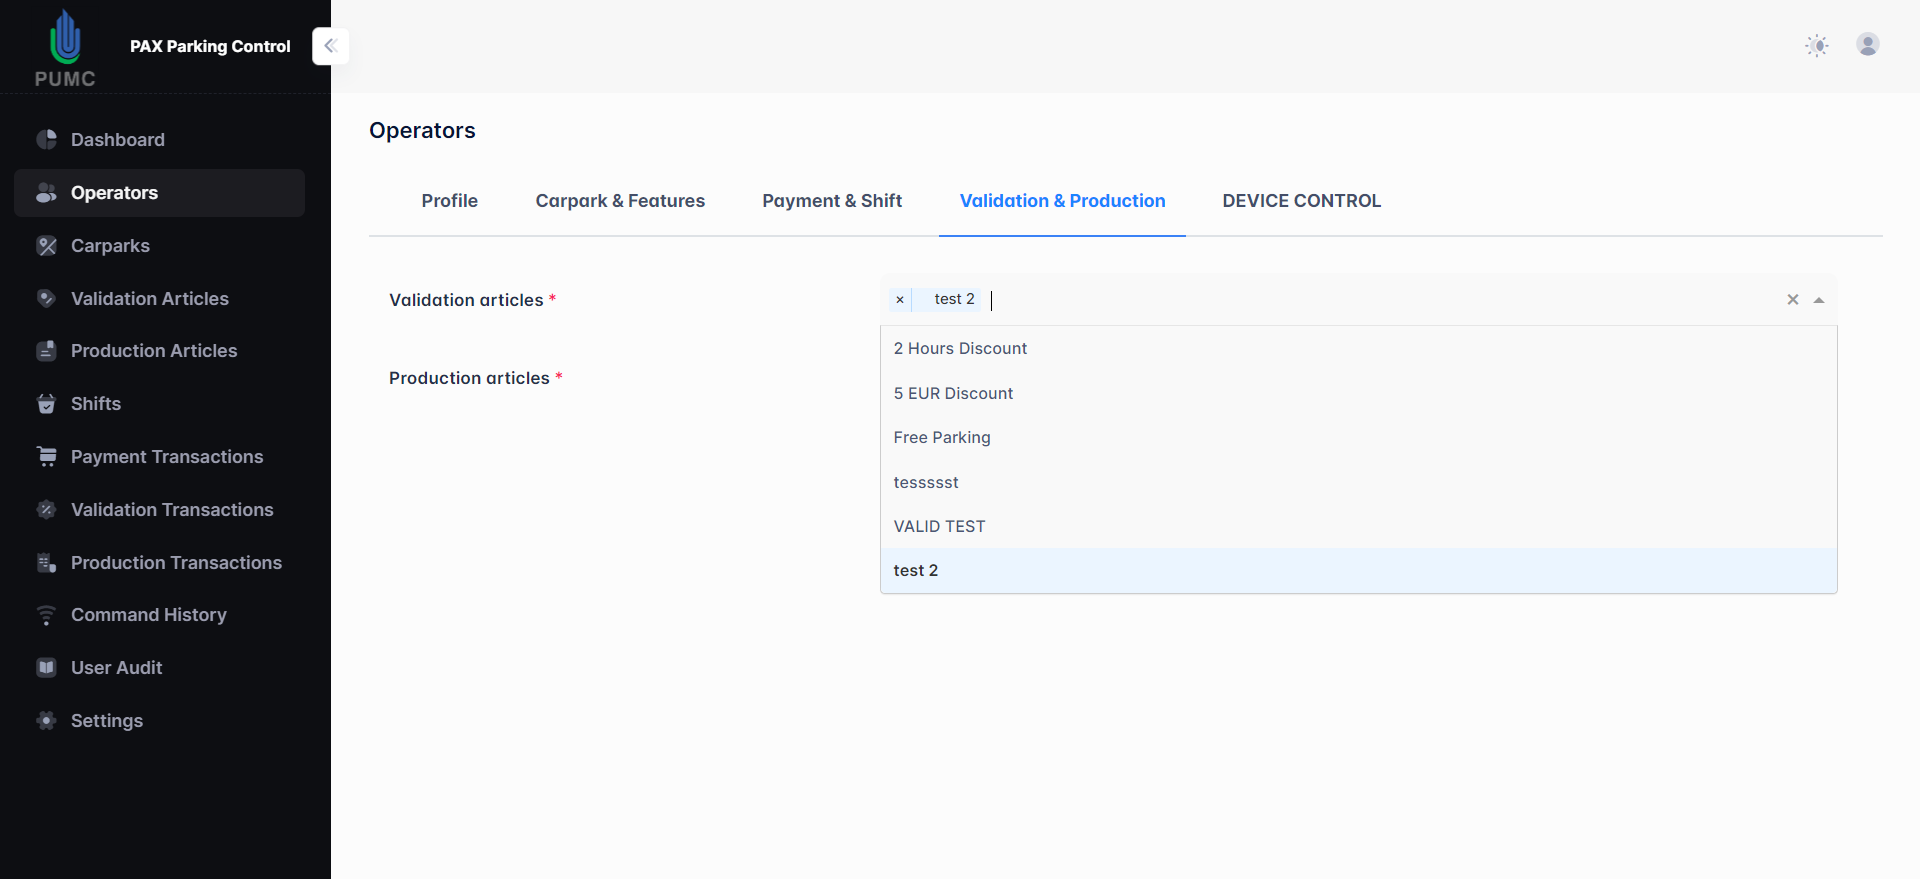 PUMC
PAX Parking Control
Dashboard
Operators
Carparks
Validation Articles
Production Articles
Shifts
Payment Transactions
Validation Transactions
Production Transactions
Command History
User Audit
Settings
Operators
Profile
Carpark & Features
Payment & Shift
Validation & Production
DEVICE CONTROL
Validation articles *
× test 2
Production articles *
2 Hours Discount
5 EUR Discount
Free Parking
tessssst
VALID TEST
test 2